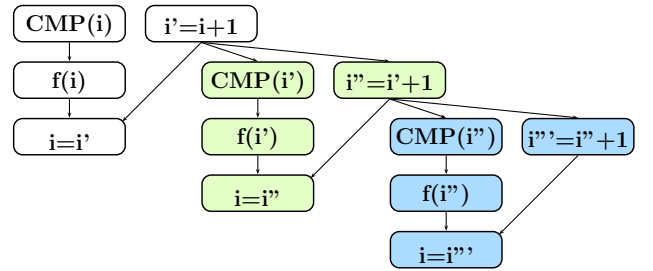 CMP(i)
i'=i+1
f(i)
CMP(i')
i"=i'+1
i=i'
f(i')
CMP(i")
i"'=i"+1
i=i"
f(i")
i=i"'